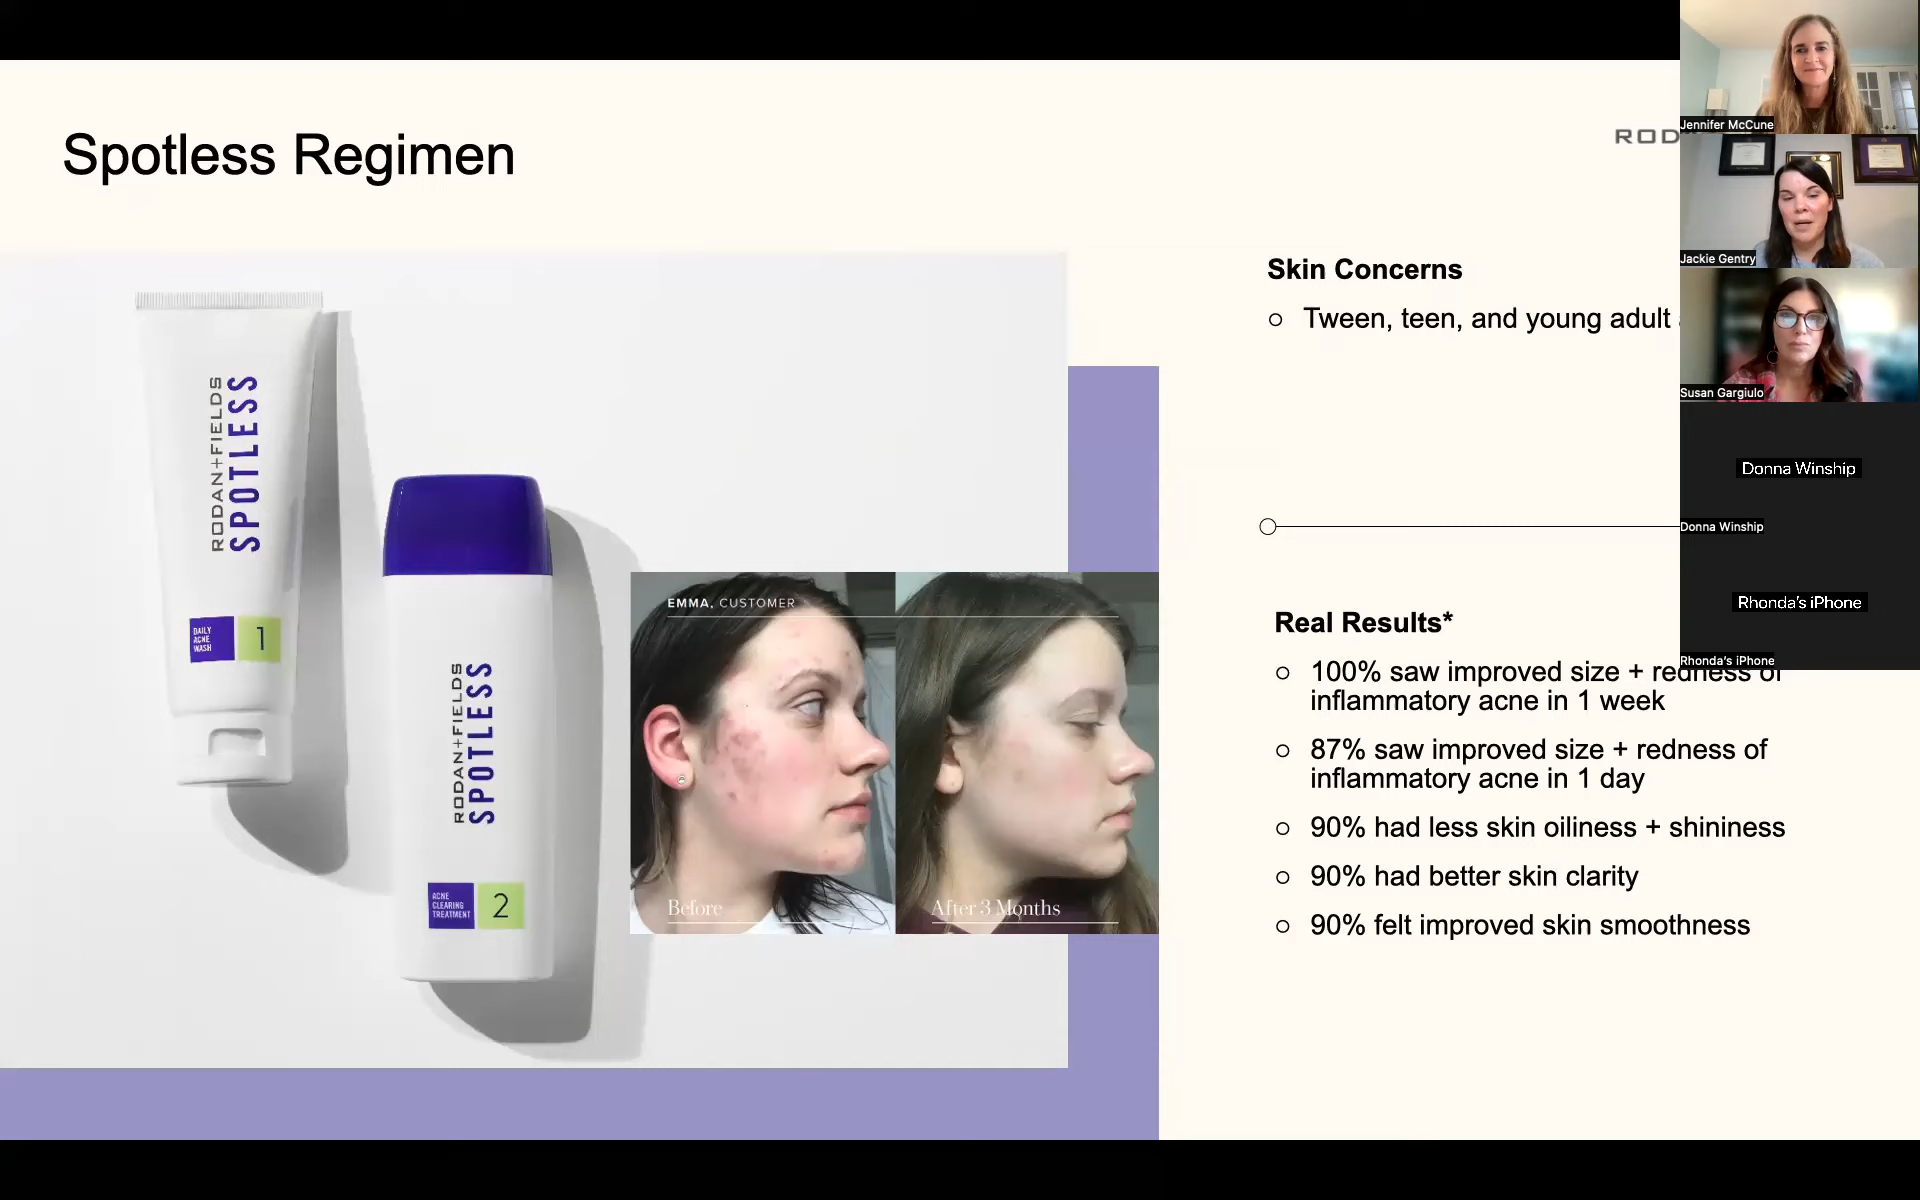 Spotless Regimen
ROD
RODAN+FIELDS
SPOTLESS
DAILY
ACNE
WASH
1
RODAN+FIELDS
SPOTLESS
ACNE
CLEARING
TREATMENT
2
EMMA, CUSTOMER
Before
After 3 Months
Skin Concerns
Tween, teen, and young adult
Real Results*
100% saw improved size + redness of
inflammatory acne in 1 week
87% saw improved size + redness of
inflammatory acne in 1 day
90% had less skin oiliness + shininess
90% had better skin clarity
90% felt improved skin smoothness
Jennifer McCune
Jackie Gentry
Susan Gargiulo
Donna Winship
Donna Winship
Rhonda's iPhone
Rhonda's iPhone